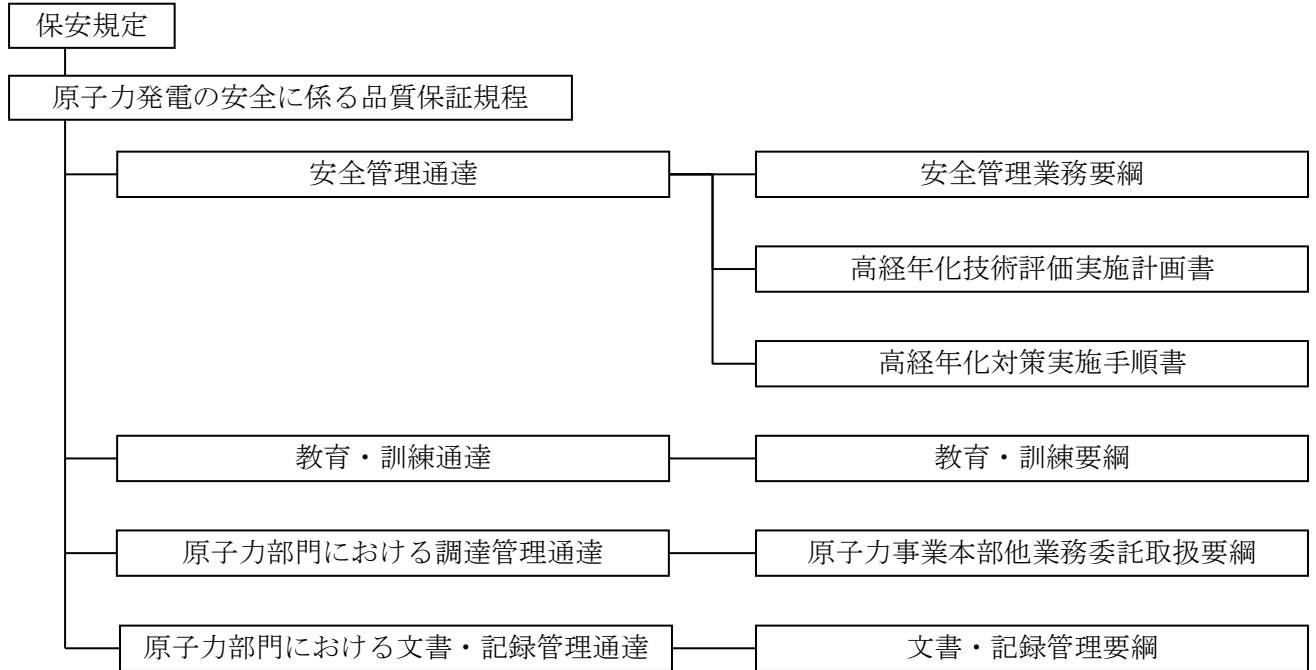 保安規定
原子力発電の安全に係る品質保証規程
安全管理通達
安全管理業務要綱
高経年化技術評価実施計画書
高経年化対策実施手順書
教育・訓練通達
教育・訓練要綱
原子力部門における調達管理通達
原子力事業本部他業務委託取扱要綱
原子力部門における文書・記録管理通達
文書・記録管理要綱